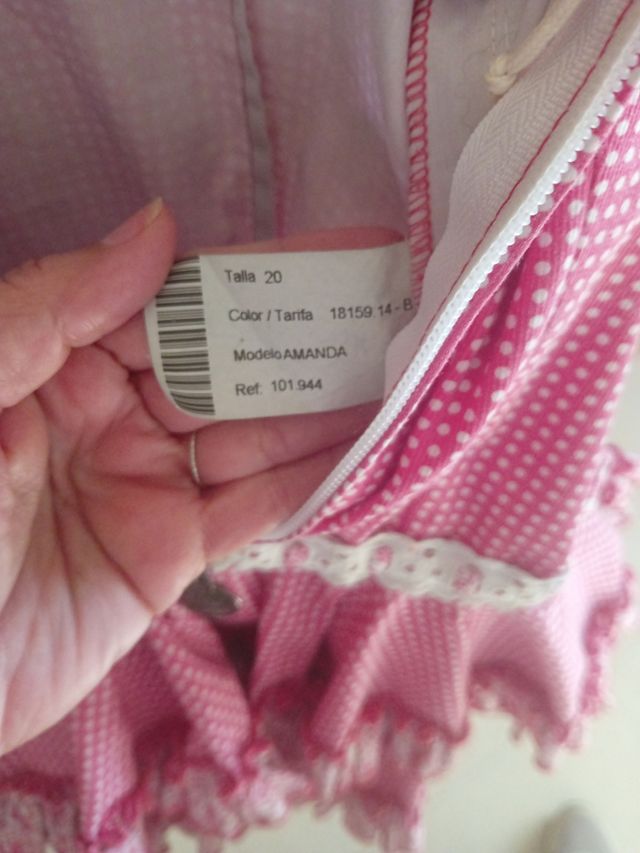 Talla 20
Color / Tarifa 18159.14 - B
Modelo AMANDA
Ref: 101.944